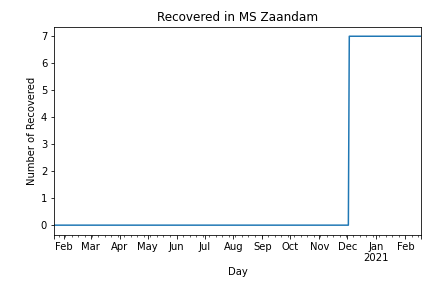 Recovered in MS Zaandam
7
6
5
4
3
2
1
0
Number of Recovered
Feb Mar Apr May Jun Jul Aug Sep Oct Nov Dec Jan Feb
2021
Day